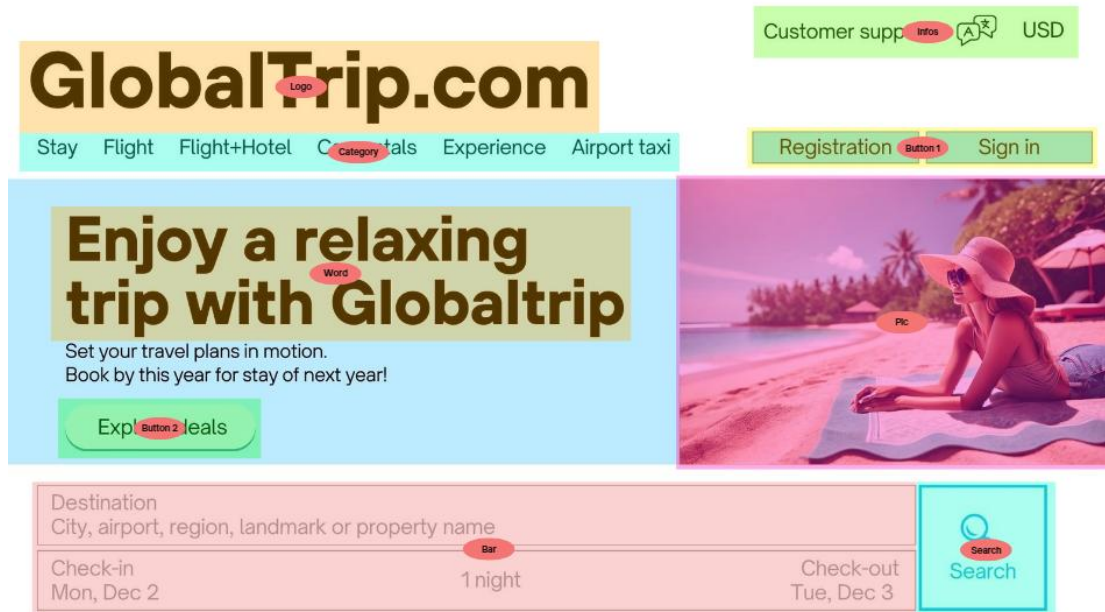 Customer supp Infos USD
GlobalTrip.com
Logo
Stay Flight Flight+Hotel Category Experience Airport taxi
Registration Button 1 Sign in
Enjoy a relaxing
Word
trip with Globaltrip
Pic
Set your travel plans in motion.
Book by this year for stay of next year!
Button 2
Destination
City, airport, region, landmark or property name
Bar
Search
Check-in 1 night Check-out Search
Mon, Dec 2 Tue, Dec 3